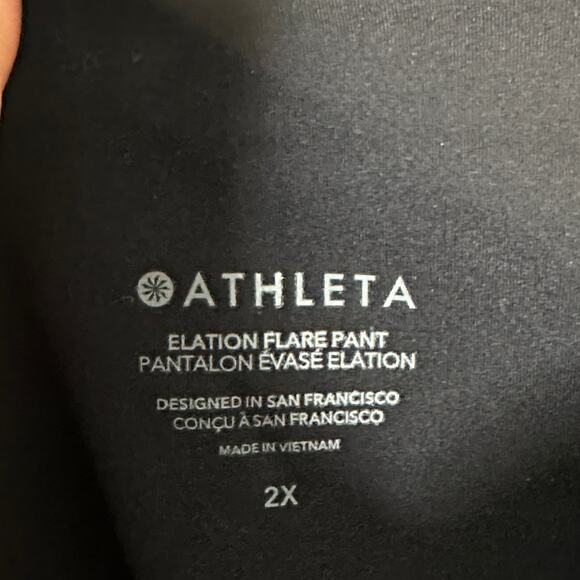 ATHLETA
ELATION FLARE PANT
PANTALON ÉVASÉ ELATION
DESIGNED IN SAN FRANCISCO
CONÇU À SAN FRANCISCO
MADE IN VIETNAM
2X